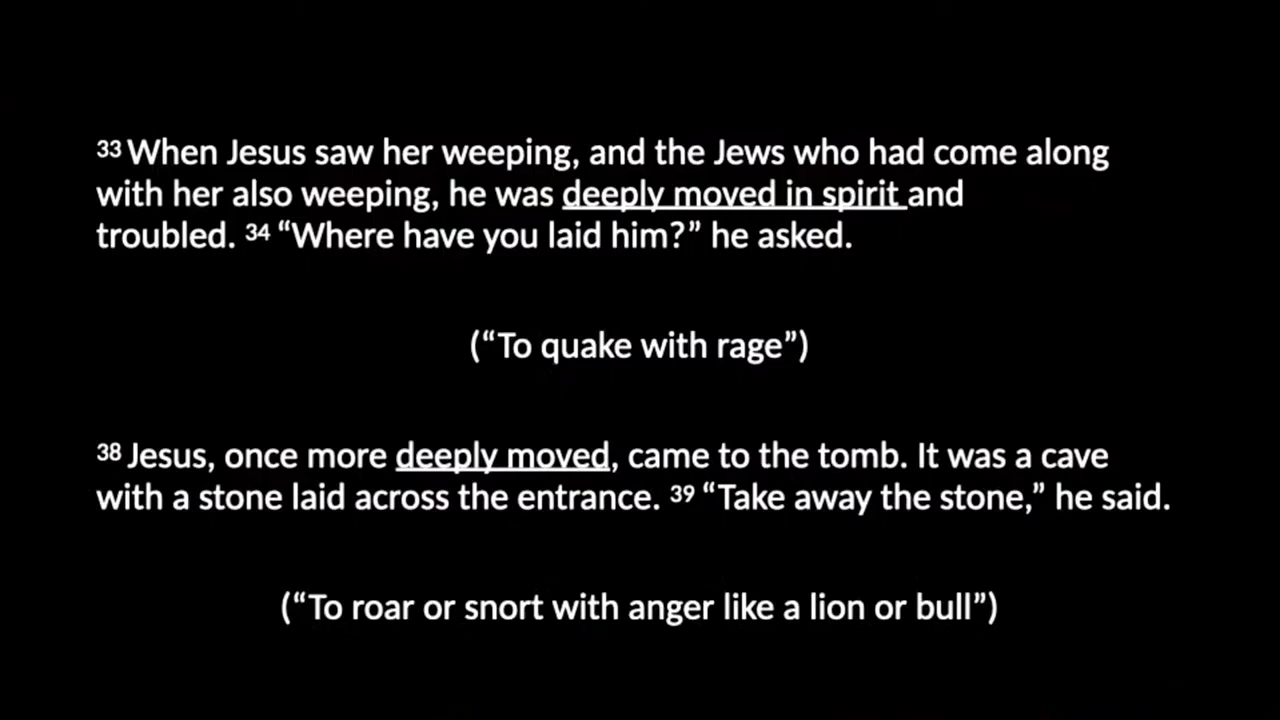 33 When Jesus saw her weeping, and the Jews who had come along
with her also weeping, he was deeply moved in spirit and
troubled. 34 “Where have you laid him?” he asked.
(“To quake with rage”)
38 Jesus, once more deeply moved, came to the tomb. It was a cave
with a stone laid across the entrance. 39 “Take away the stone,” he said.
(“To roar or snort with anger like a lion or bull”)